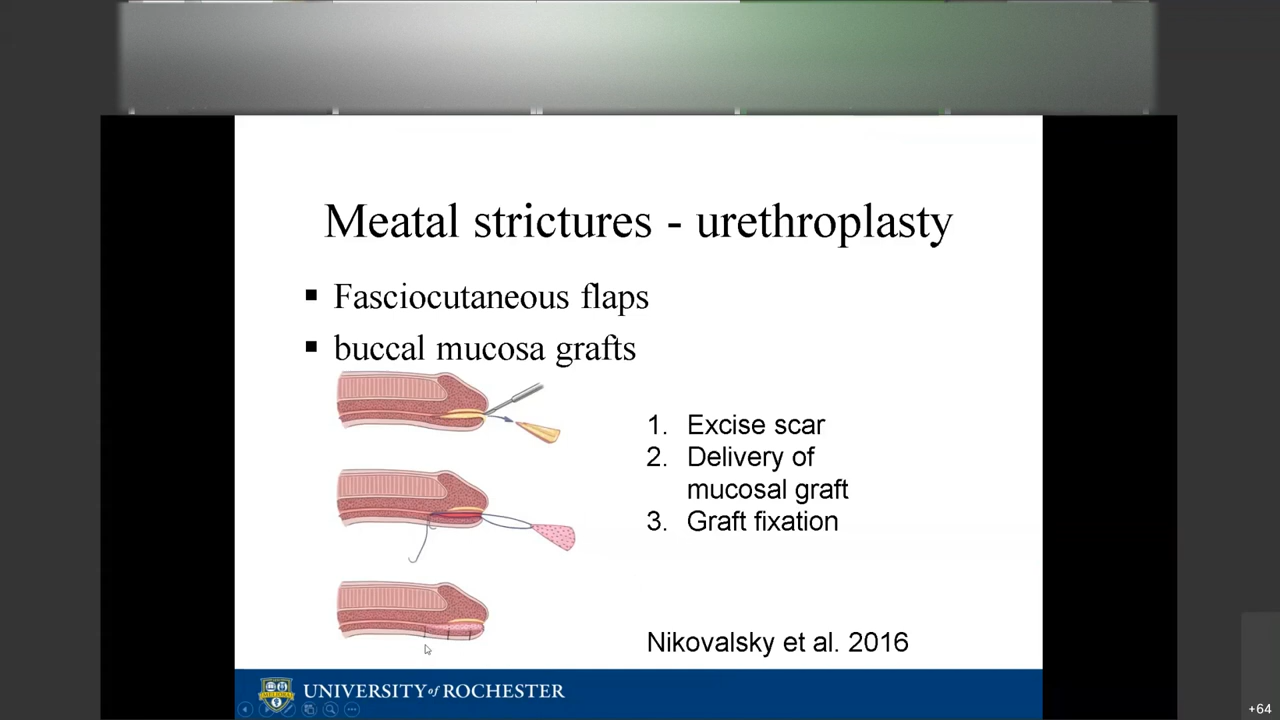 Meatal strictures - urethroplasty
▪ Fasciocutaneous flaps
▪ buccal mucosa grafts
1. Excise scar
2. Delivery of
mucosal graft
3. Graft fixation
Nikovalsky et al. 2016
MELIORA
UNIVERSITY of ROCHESTER
+64